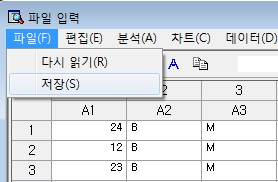 파일 입력
파일(F) 편집(E) 분석(A) 차트(C) 데이터(D)
다시 읽기(R)
저장(S)
A
2 3
A1 A2 A3
1 24 B M
2 12 B M
3 23 B M